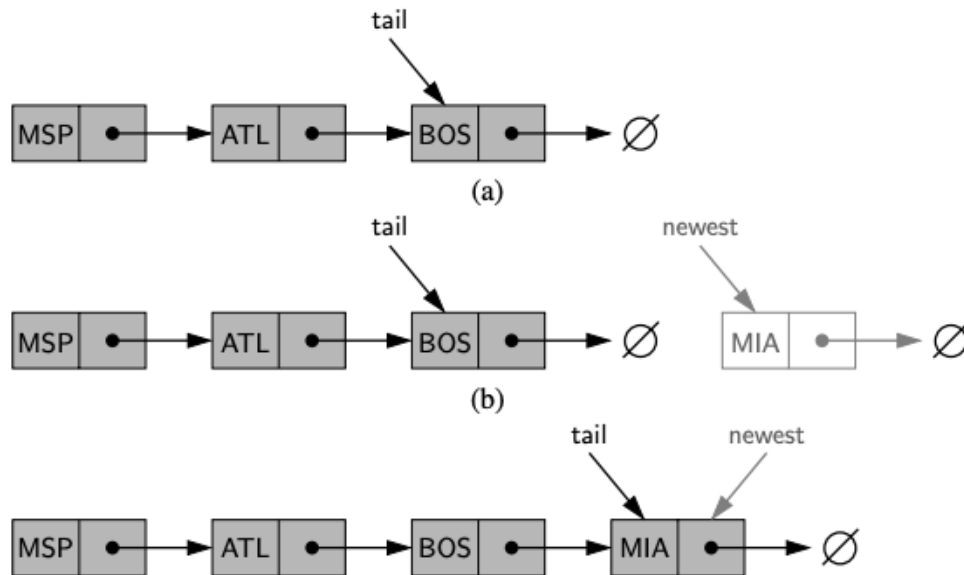 tail
MSP ATL BOS ∅
(a)
tail newest
MSP ATL BOS ∅ MIA ∅
(b)
tail newest
MSP ATL BOS MIA ∅